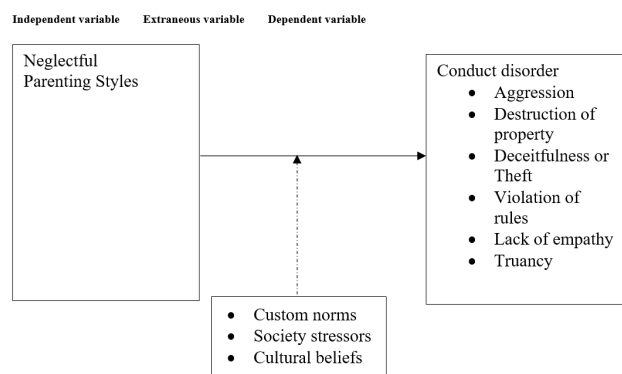 Independent variable Extraneous variable Dependent variable
Neglectful
Parenting Styles
Conduct disorder
● Aggression
● Destruction of
property
● Deceitfulness or
Theft
● Violation of
rules
● Lack of empathy
● Truancy
● Custom norms
● Society stressors
● Cultural beliefs